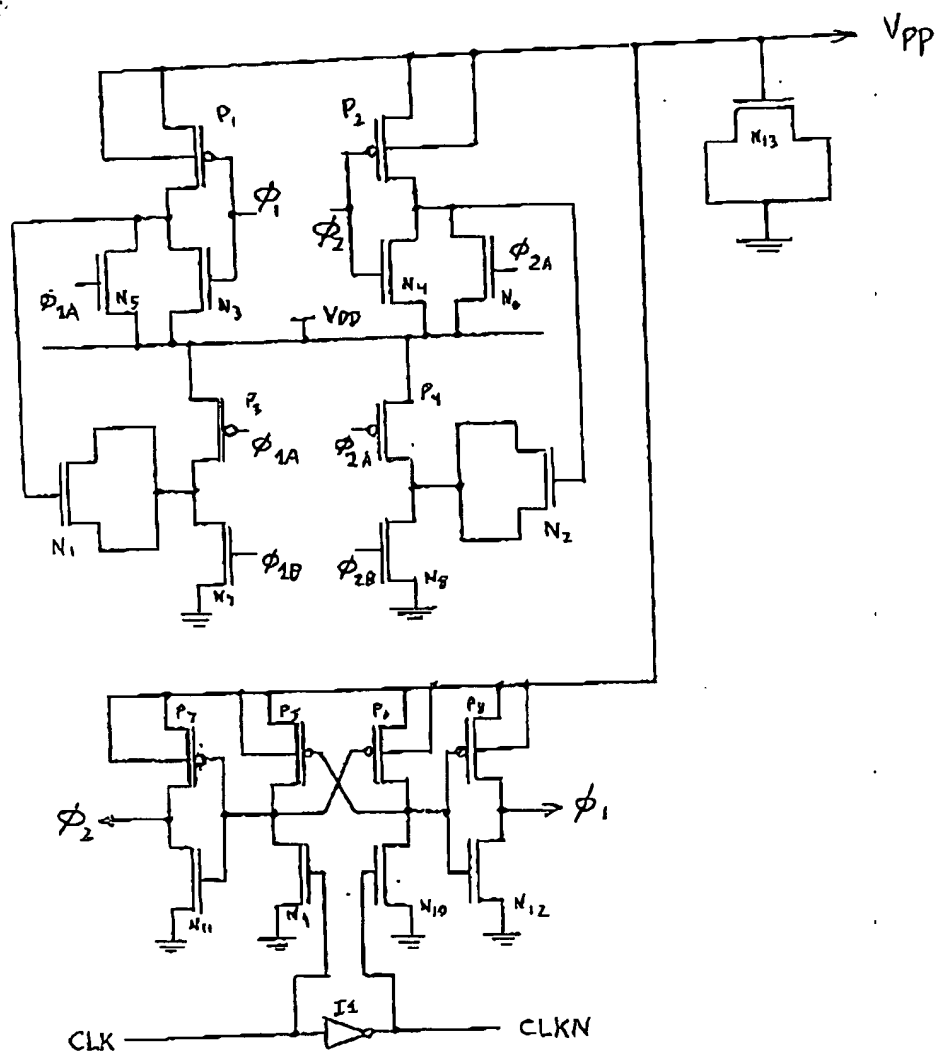 VPP
P1
P2
N13
ϕ1
ϕ2
ϕ2A
ϕ1A
N5
N3
N4
N6
VDD
P3
P4
ϕ1A
ϕ2A
N1
N2
ϕ1B
ϕ2B
N7
N8
P7
P5
P6
P8
ϕ2
ϕ1
N11
N9
N10
N12
I1
CLK
CLKN